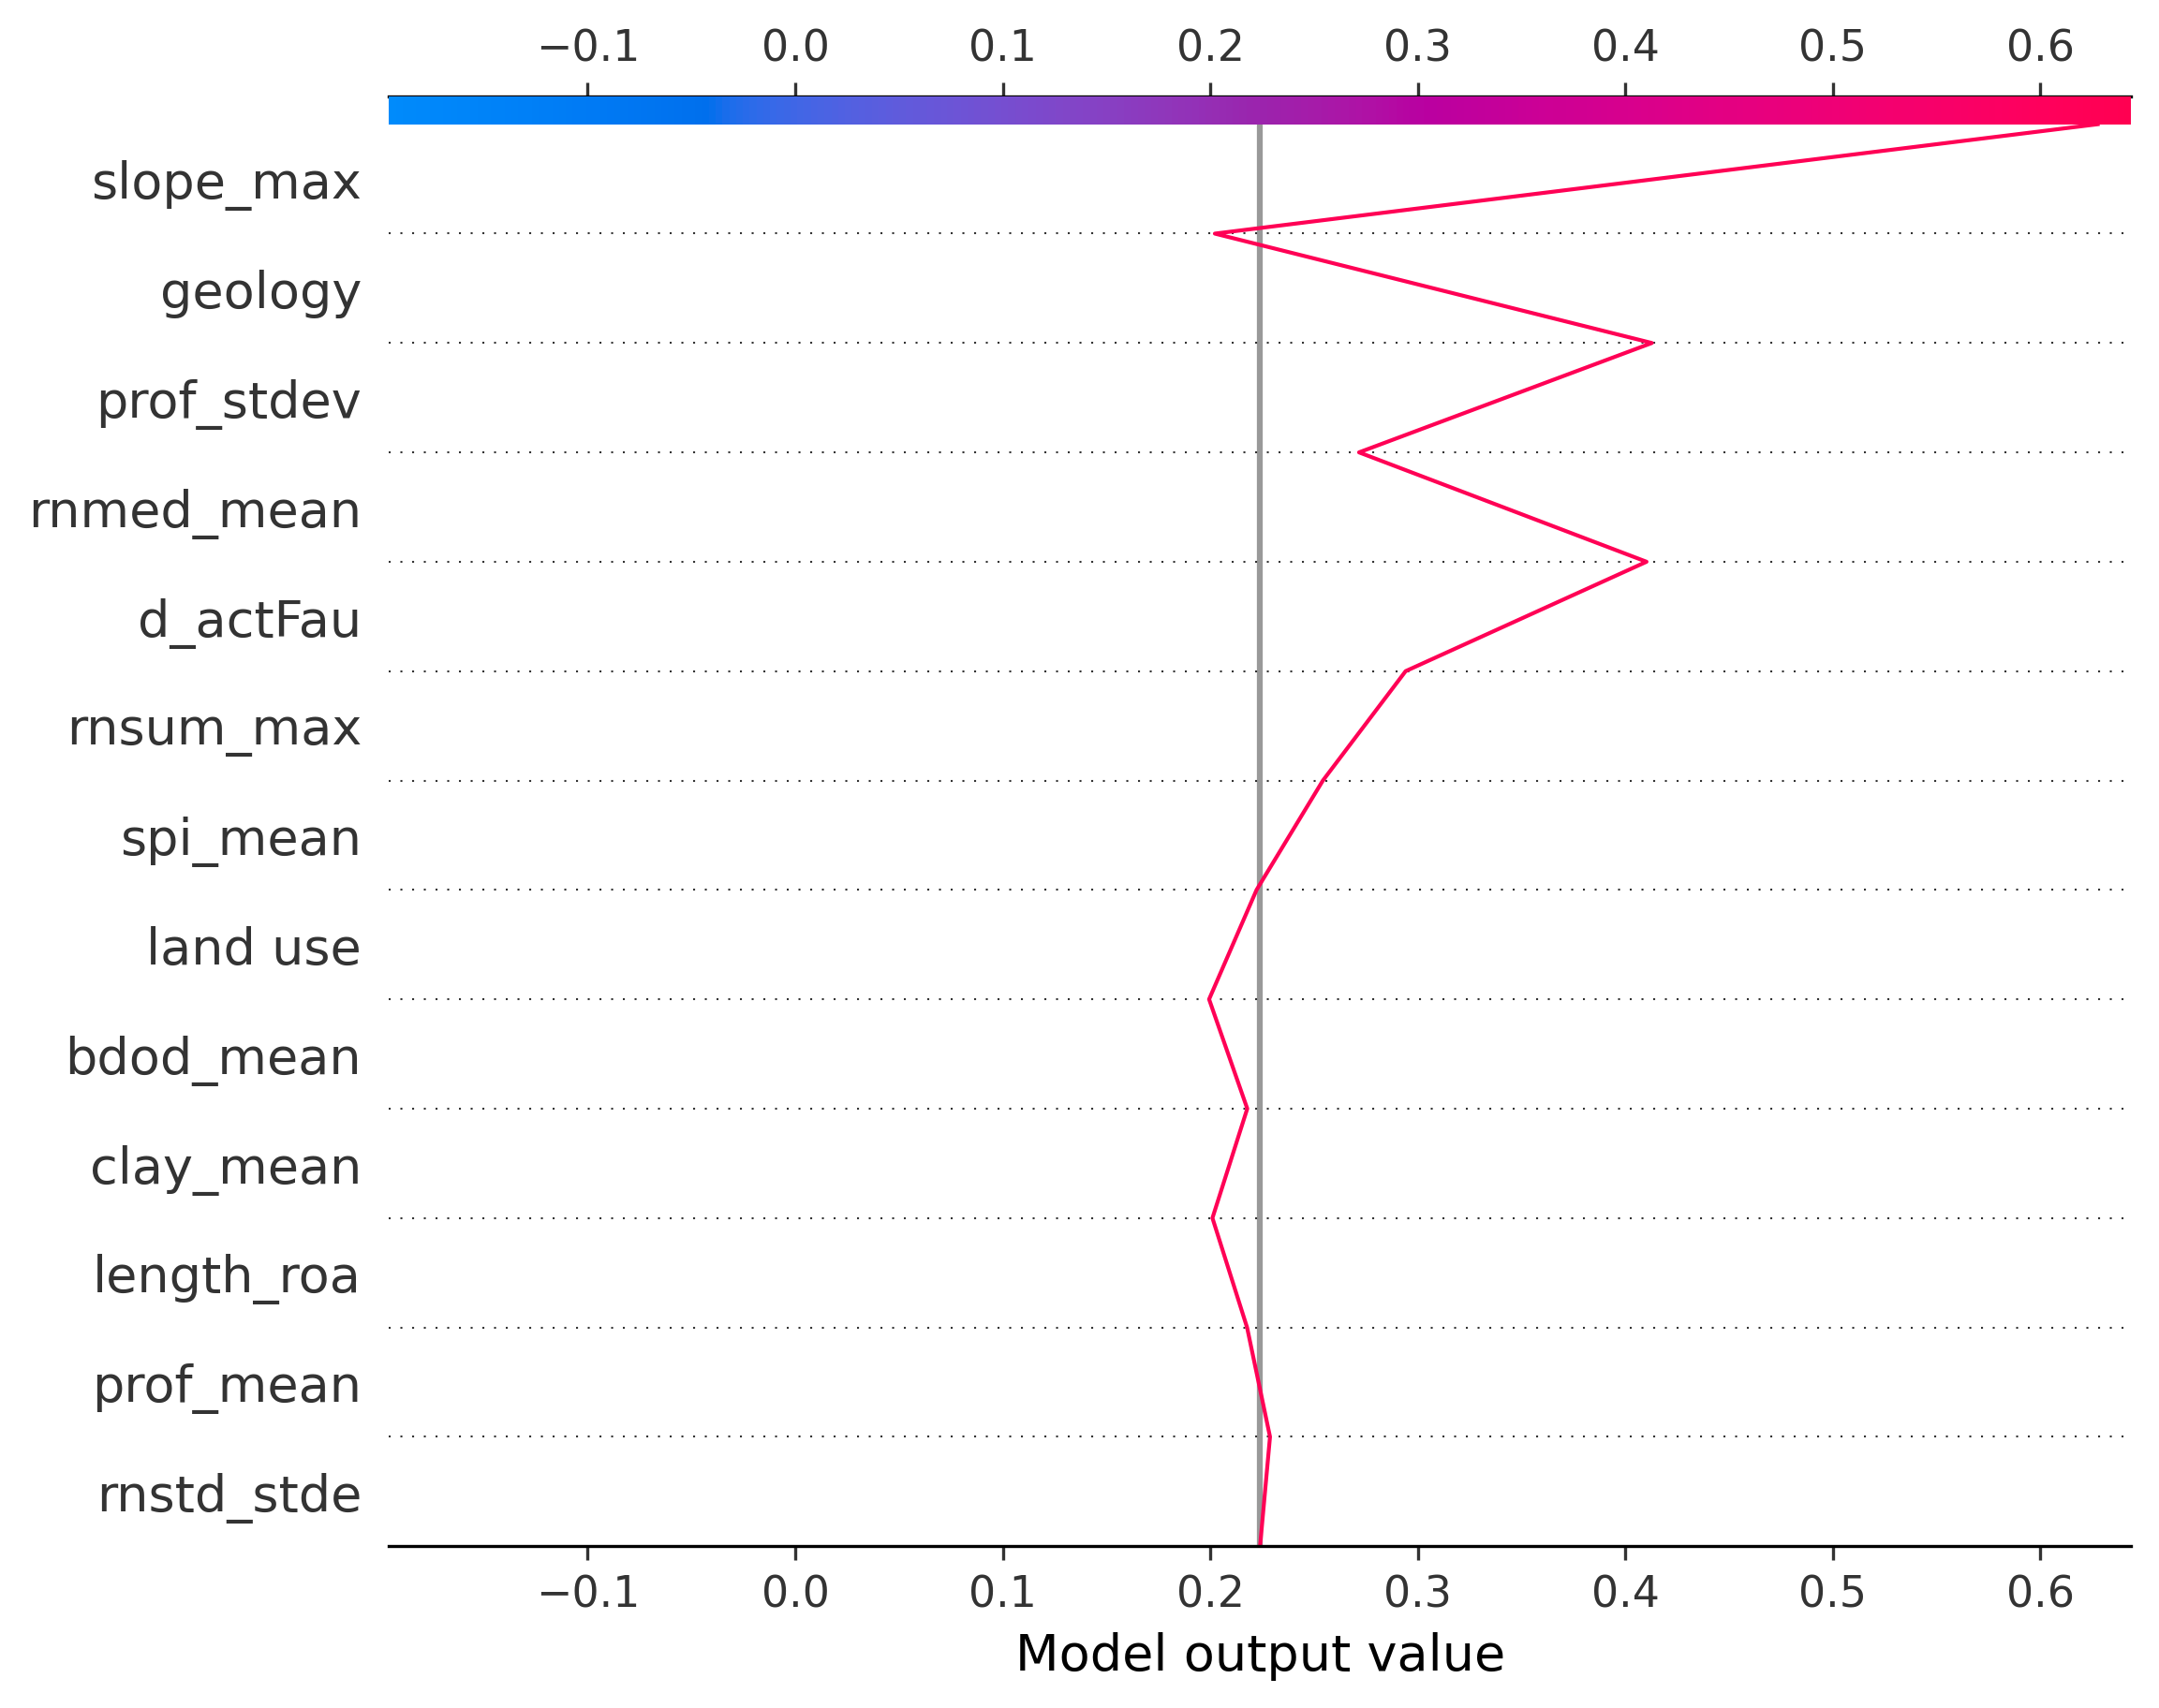 −0.1 0.0 0.1 0.2 0.3 0.4 0.5 0.6
slope_max
geology
prof_stdev
rnmed_mean
d_actFau
rnsum_max
spi_mean
land use
bdod_mean
clay_mean
length_roa
prof_mean
rnstd_stde
−0.1 0.0 0.1 0.2 0.3 0.4 0.5 0.6
Model output value